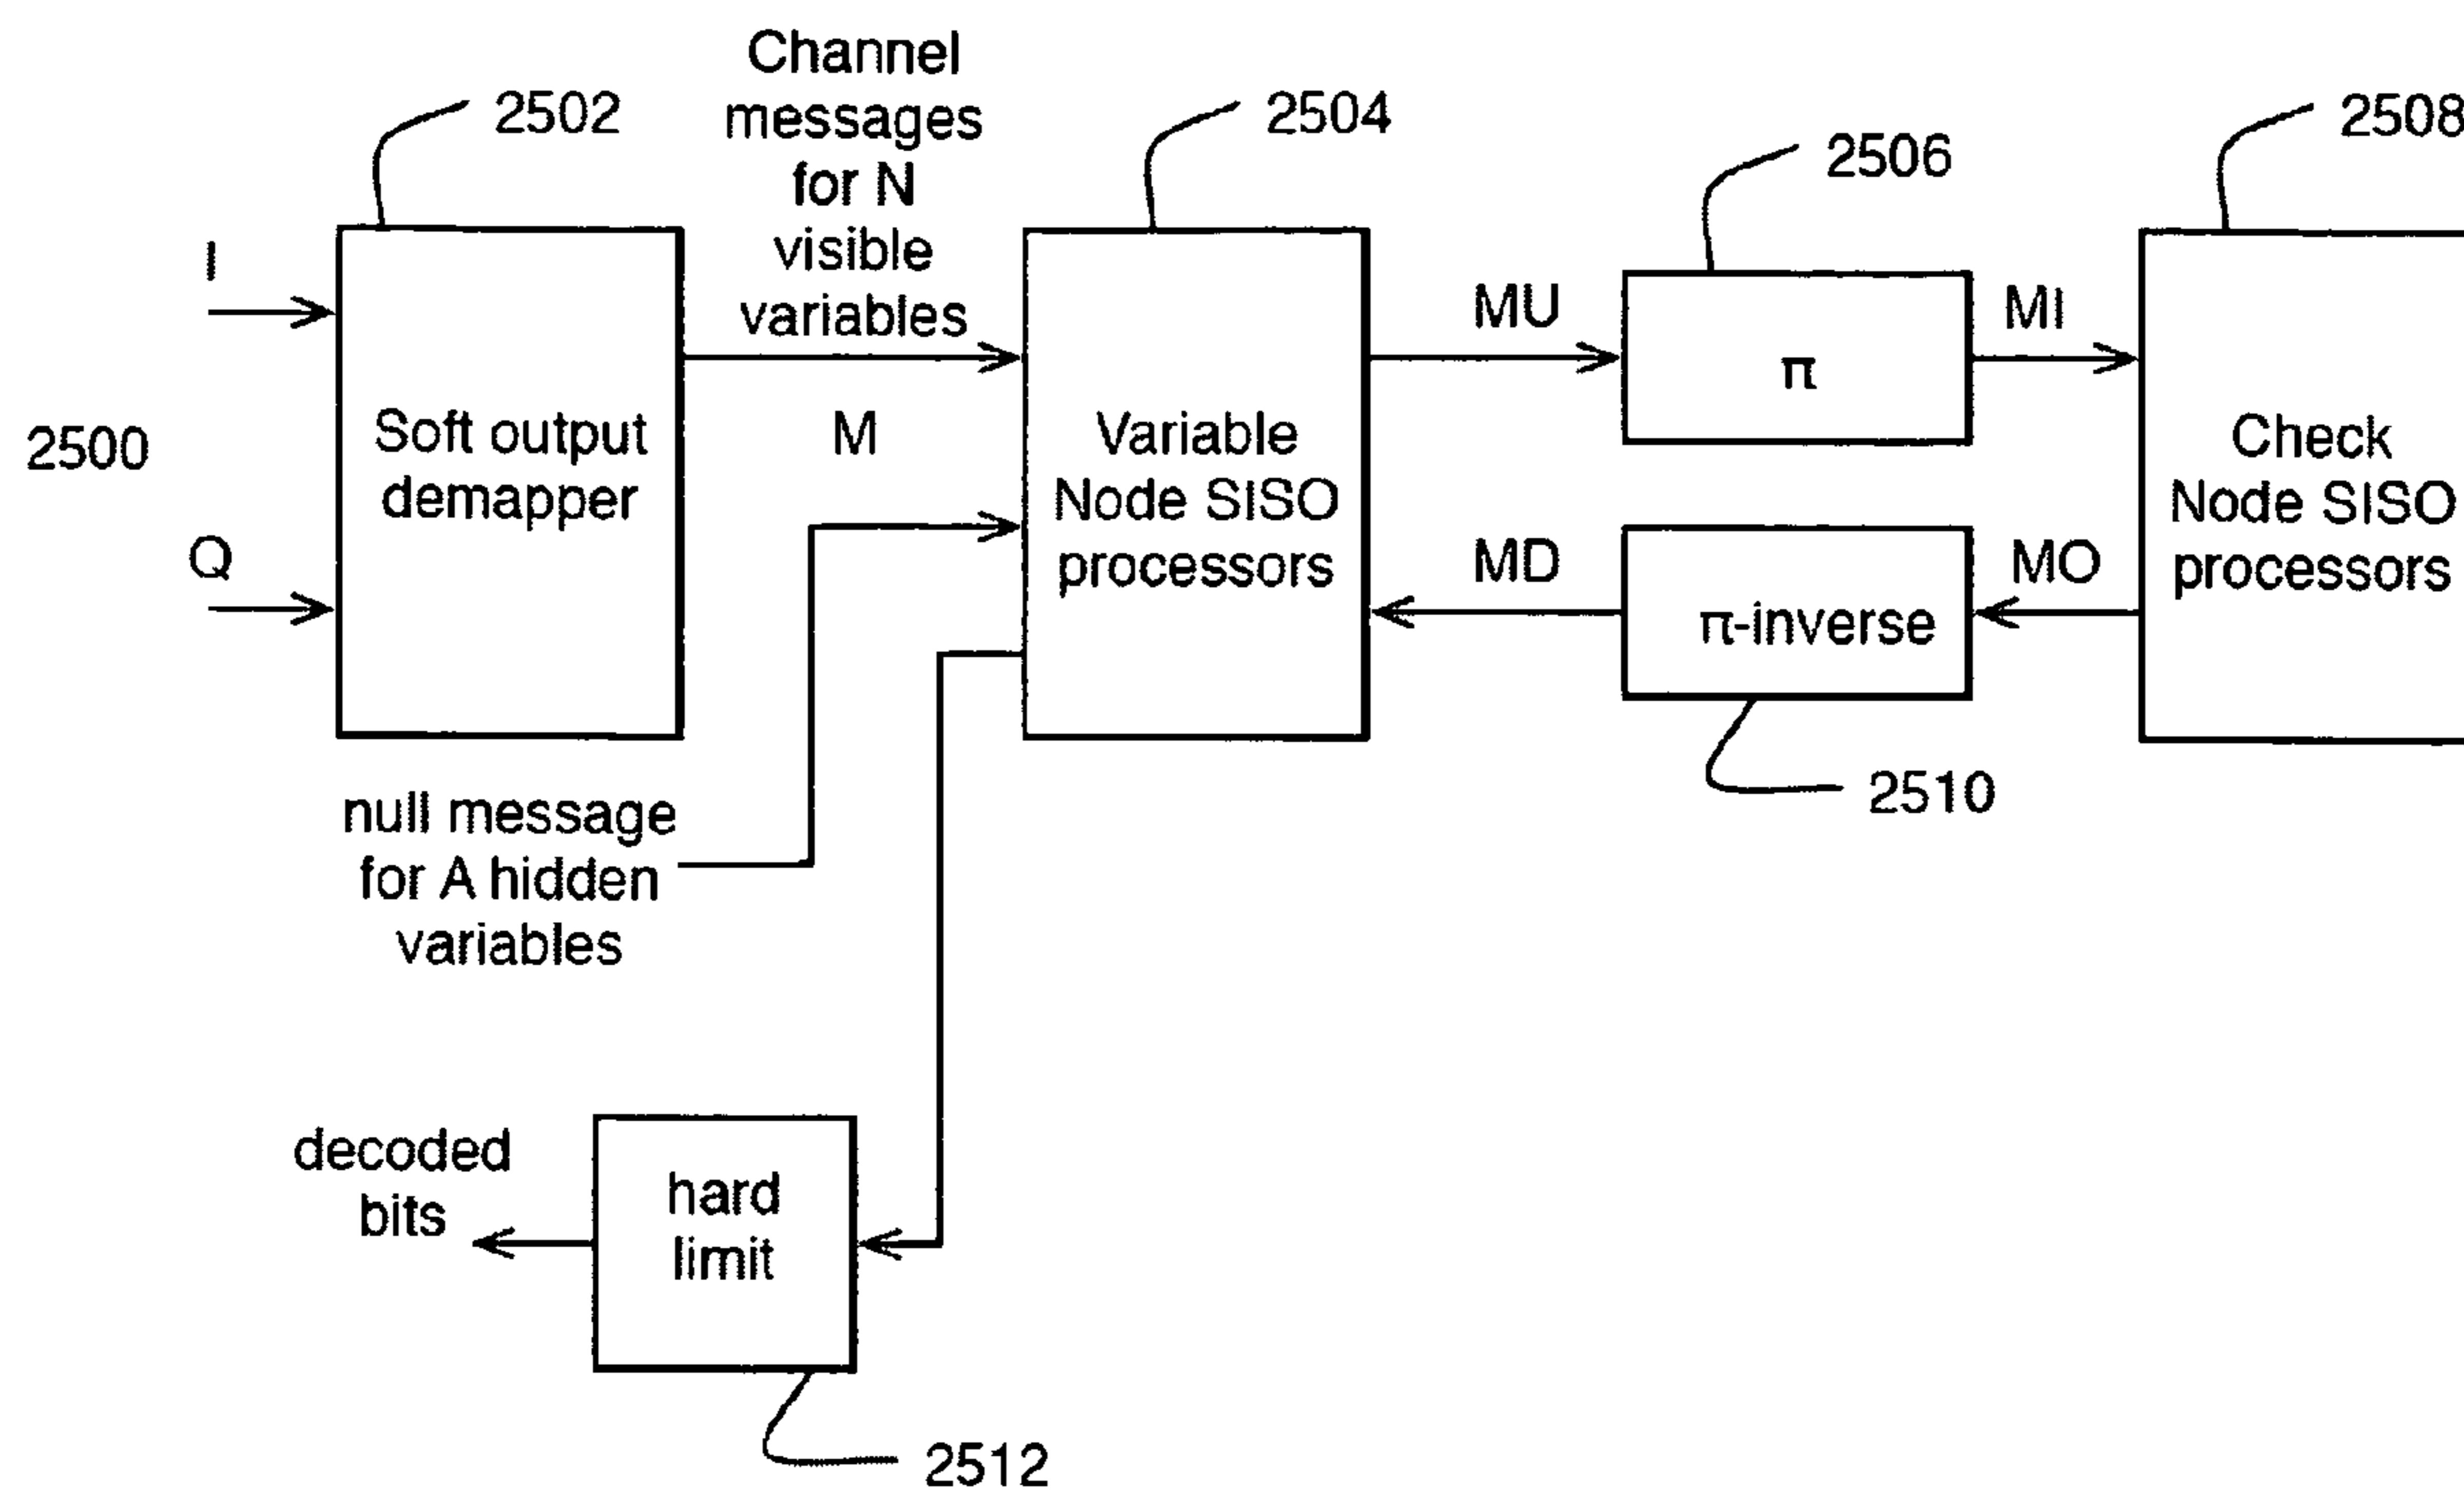 Channel
messages
for N
visible
variables
2502
2504
2506
2508
I
2500
Q
Soft output
demapper
M
Variable
Node SISO
processors
MU
π
MI
Check
Node SISO
processors
MD
π-inverse
MO
2510
null message
for A hidden
variables
decoded
bits
hard
limit
2512